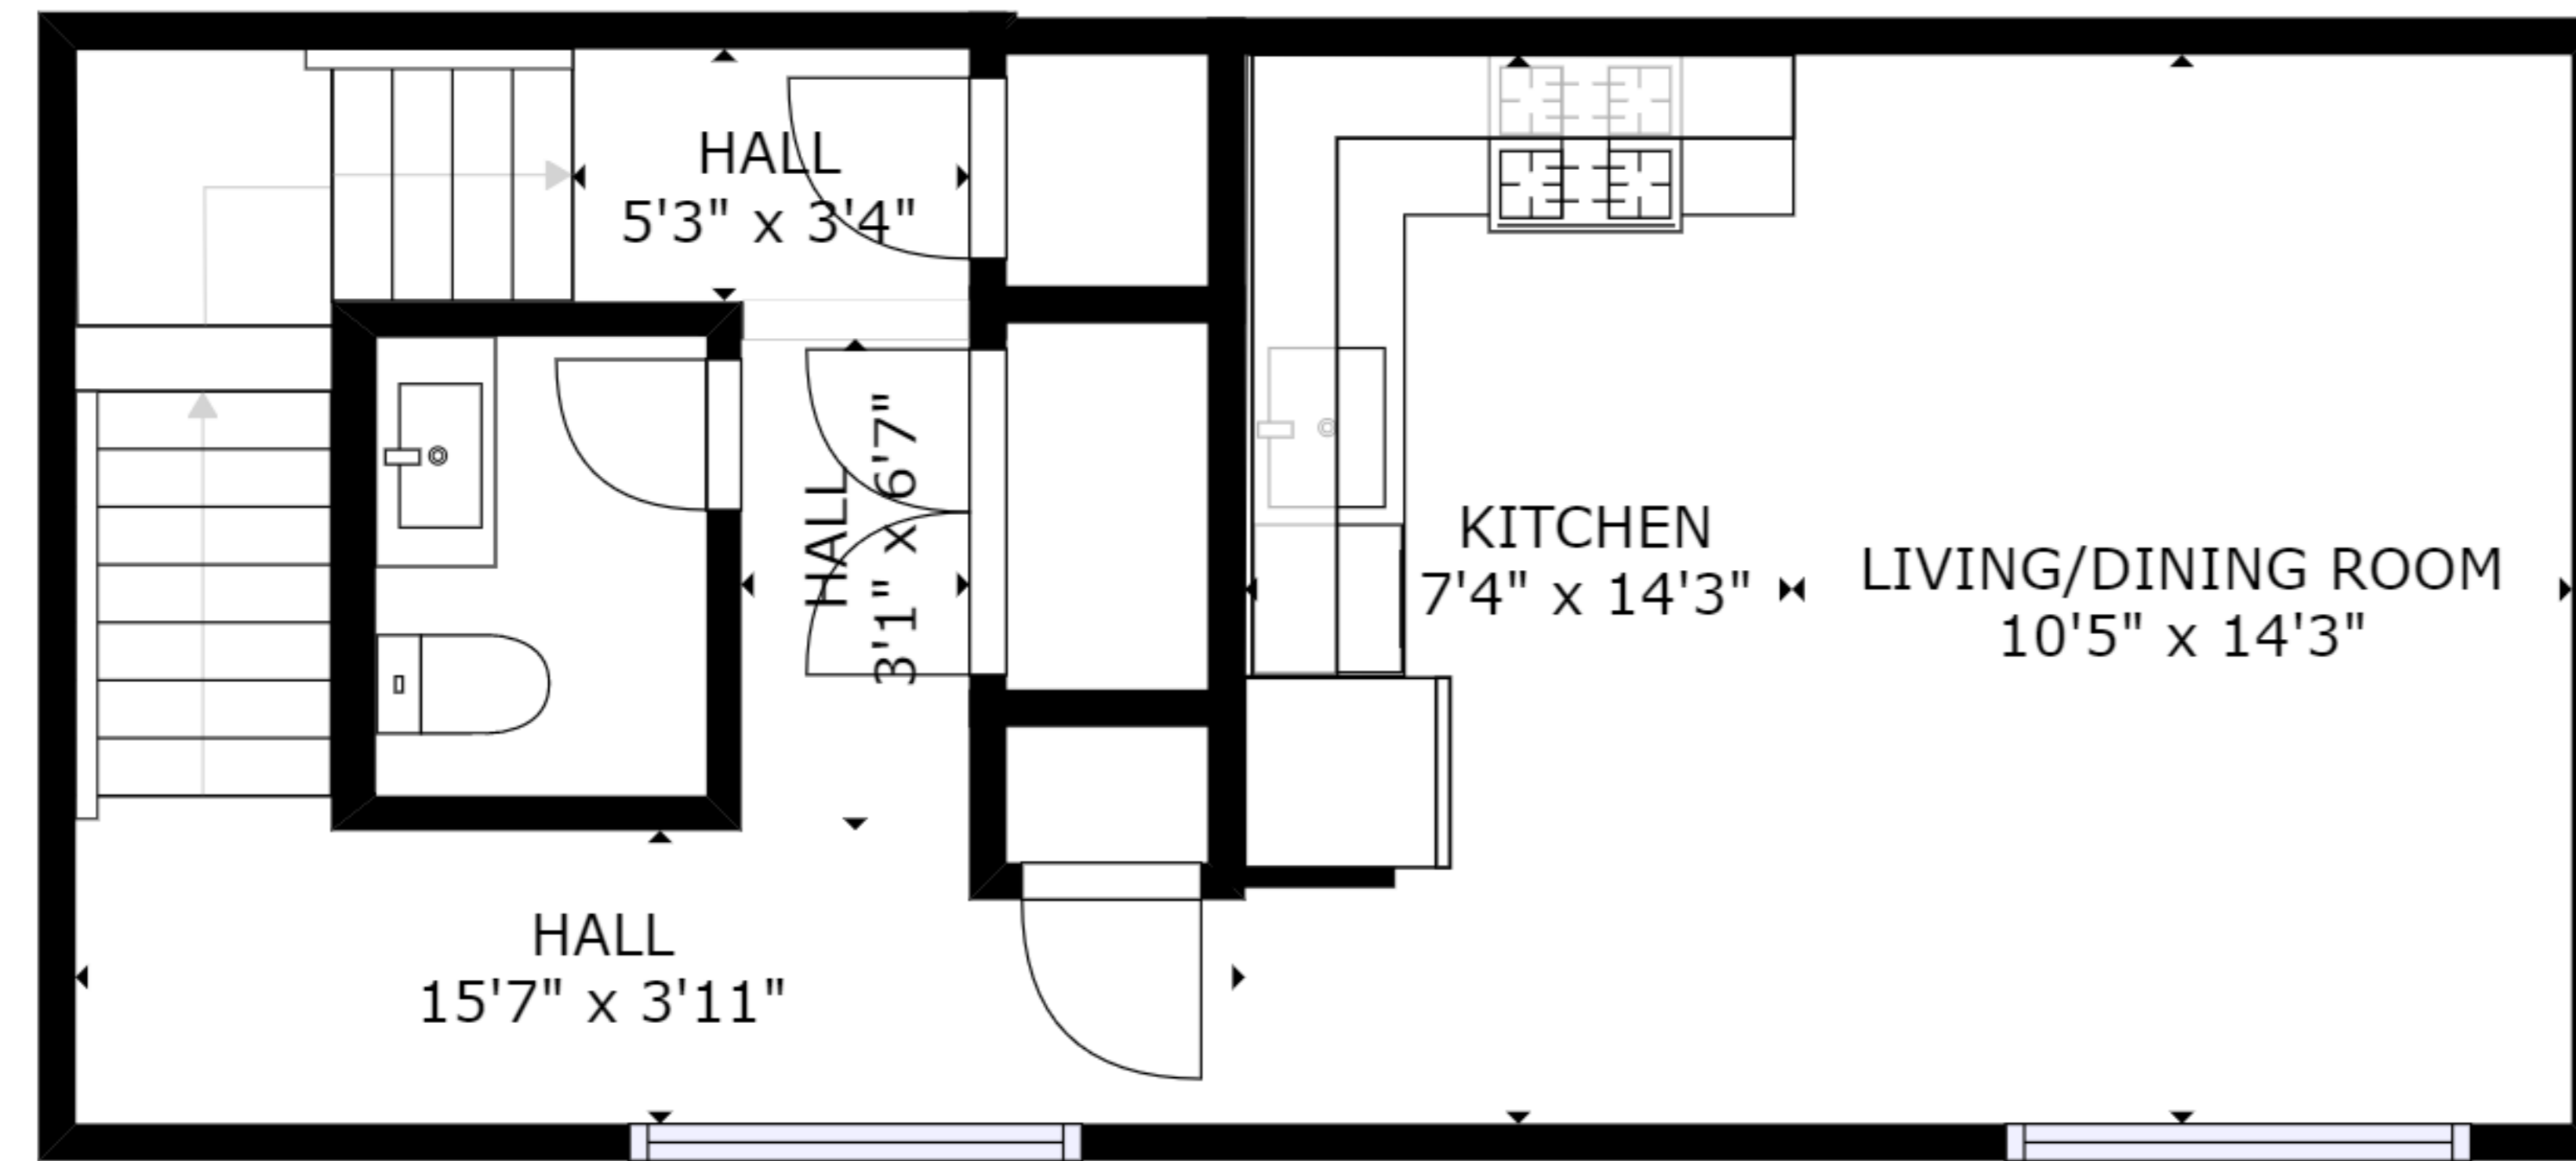 HALL
5'3" x 3'4"
HALL
3'1" x 6'7"
KITCHEN
7'4" x 14'3"
LIVING/DINING ROOM
10'5" x 14'3"
HALL
15'7" x 3'11"